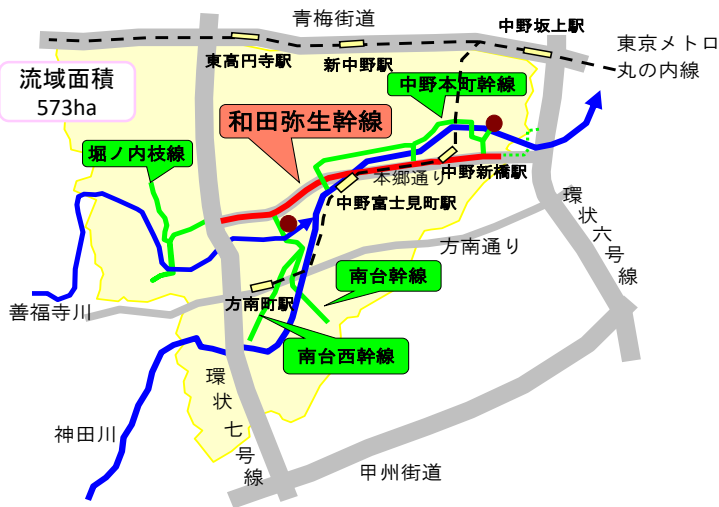 青梅街道
東高円寺駅
新中野駅
中野坂上駅
東京メトロ
丸の内線
流域面積
573ha
中野本町幹線
和田弥生幹線
堀ノ内枝線
本郷通り
中野新橋駅
中野富士見町駅
環状六号線
方南通り
南台幹線
方南町駅
善福寺川
南台西幹線
環状七号線
神田川
甲州街道